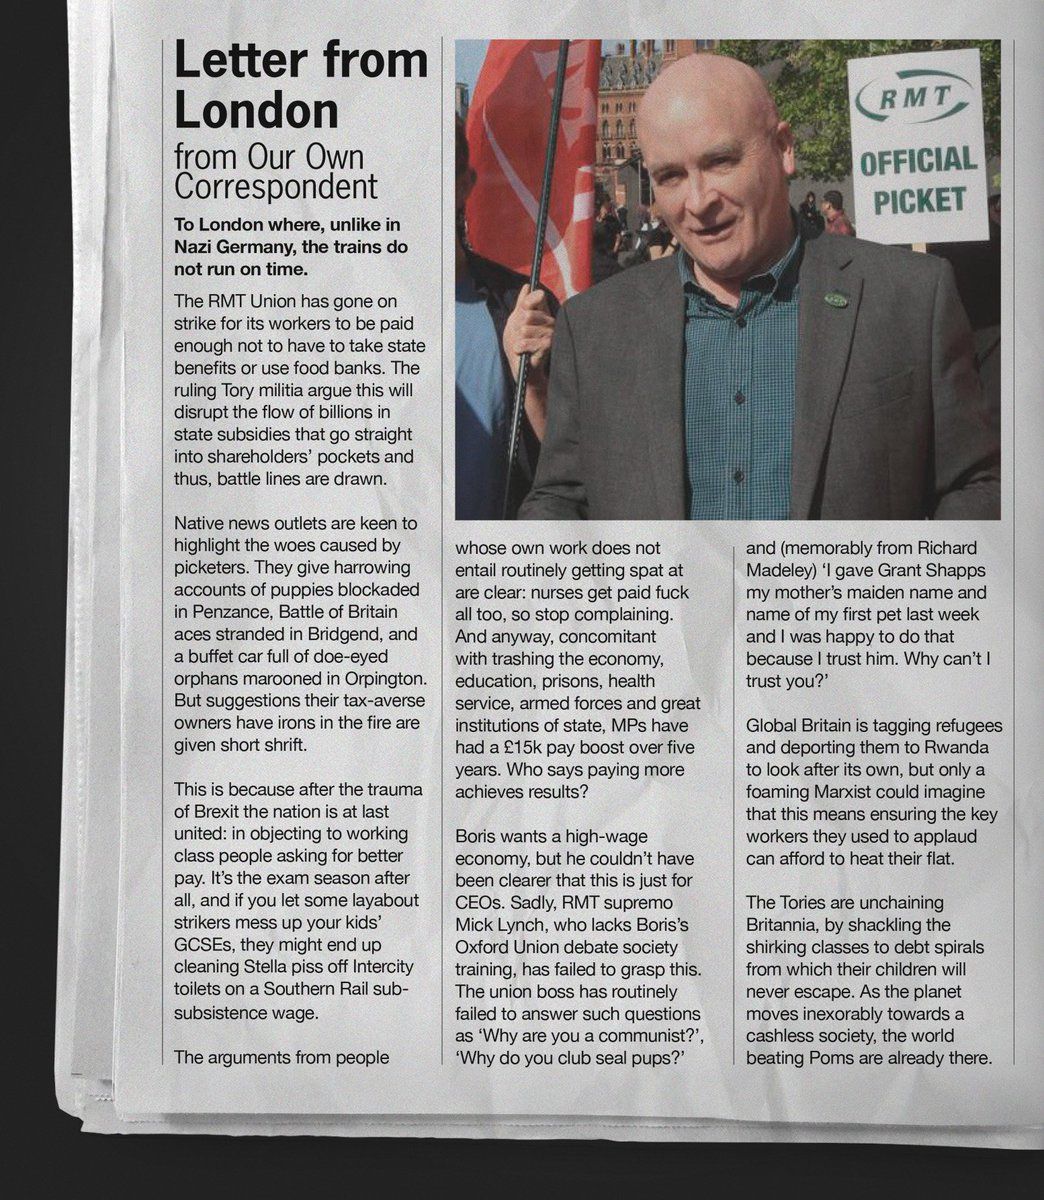 Letter from
London
from Our Own
Correspondent
To London where, unlike in
Nazi Germany, the trains do
not run on time.
The RMT Union has gone on
strike for its workers to be paid
enough not to have to take state
benefits or use food banks. The
ruling Tory militia argue this will
disrupt the flow of billions in
state subsidies that go straight
into shareholders’ pockets and
thus, battle lines are drawn.
Native news outlets are keen to
highlight the woes caused by
picketers. They give harrowing
accounts of puppies blockaded
in Penzance, Battle of Britain
aces stranded in Bridgend, and
a buffet car full of doe-eyed
orphans marooned in Orpington.
But suggestions their tax-averse
owners have irons in the fire are
given short shrift.
This is because after the trauma
of Brexit the nation is at last
united: in objecting to working
class people asking for better
pay. It’s the exam season after
all, and if you let some layabout
strikers mess up your kids’
GCSEs, they might end up
cleaning Stella piss off Intercity
toilets on a Southern Rail sub-
subsistence wage.
The arguments from people
RMT
OFFICIAL
PICKET
whose own work does not
entail routinely getting spat at
are clear: nurses get paid fuck
all too, so stop complaining.
And anyway, concomitant
with trashing the economy,
education, prisons, health
service, armed forces and great
institutions of state, MPs have
had a £15k pay boost over five
years. Who says paying more
achieves results?
Boris wants a high-wage
economy, but he couldn’t have
been clearer that this is just for
CEOs. Sadly, RMT supremo
Mick Lynch, who lacks Boris’s
Oxford Union debate society
training, has failed to grasp this.
The union boss has routinely
failed to answer such questions
as ‘Why are you a communist?’,
‘Why do you club seal pups?’
and (memorably from Richard
Madeley) ‘I gave Grant Shapps
my mother’s maiden name and
name of my first pet last week
and I was happy to do that
because I trust him. Why can’t I
trust you?’
Global Britain is tagging refugees
and deporting them to Rwanda
to look after its own, but only a
foaming Marxist could imagine
that this means ensuring the key
workers they used to applaud
can afford to heat their flat.
The Tories are unchaining
Britannia, by shackling the
shirking classes to debt spirals
from which their children will
never escape. As the planet
moves inexorably towards a
cashless society, the world
beating Poms are already there.